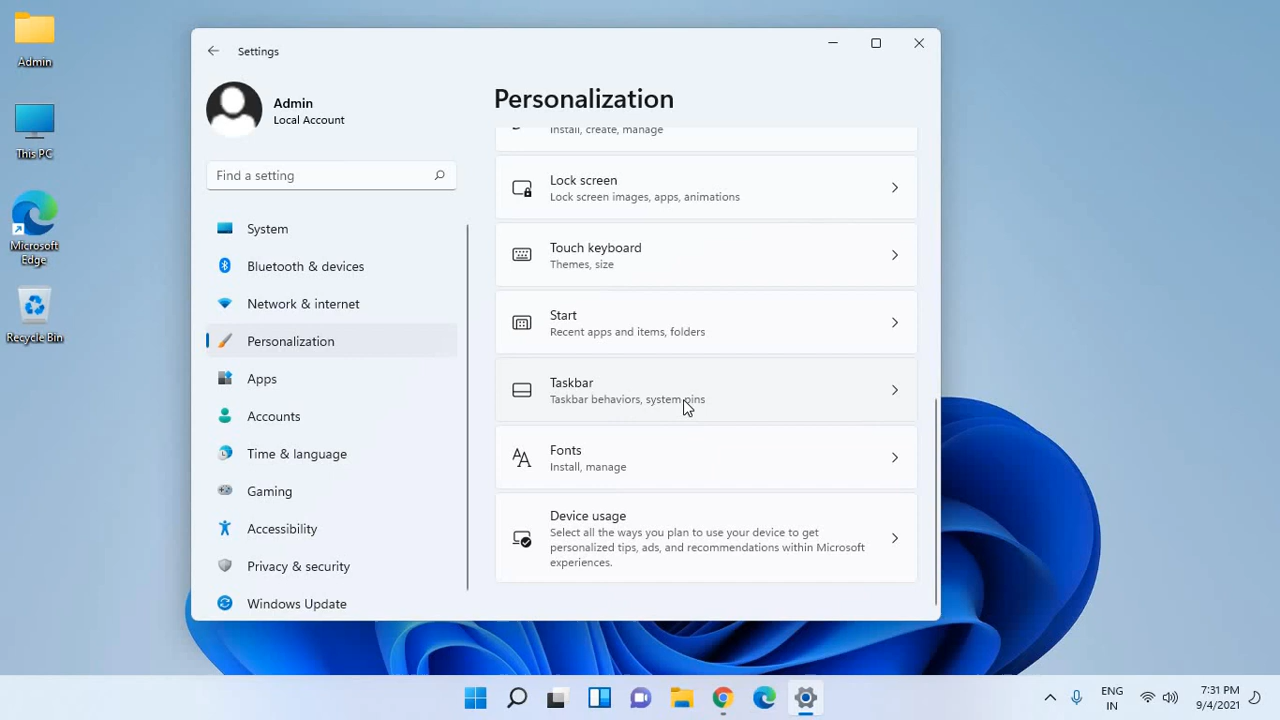 Admin
This PC
Microsoft
Edge
Recycle Bin
Settings
Admin
Local Account
Find a setting
System
Bluetooth & devices
Network & internet
Personalization
Apps
Accounts
Time & language
Gaming
Accessibility
Privacy & security
Windows Update
Personalization
Install, create, manage
Lock screen
Lock screen images, apps, animations
Touch keyboard
Themes, size
Start
Recent apps and items, folders
Taskbar
Taskbar behaviors, system pins
Fonts
Install, manage
Device usage
Select all the ways you plan to use your device to get
personalized tips, ads, and recommendations within Microsoft
experiences.
ENG
IN
7:31 PM
9/4/2021